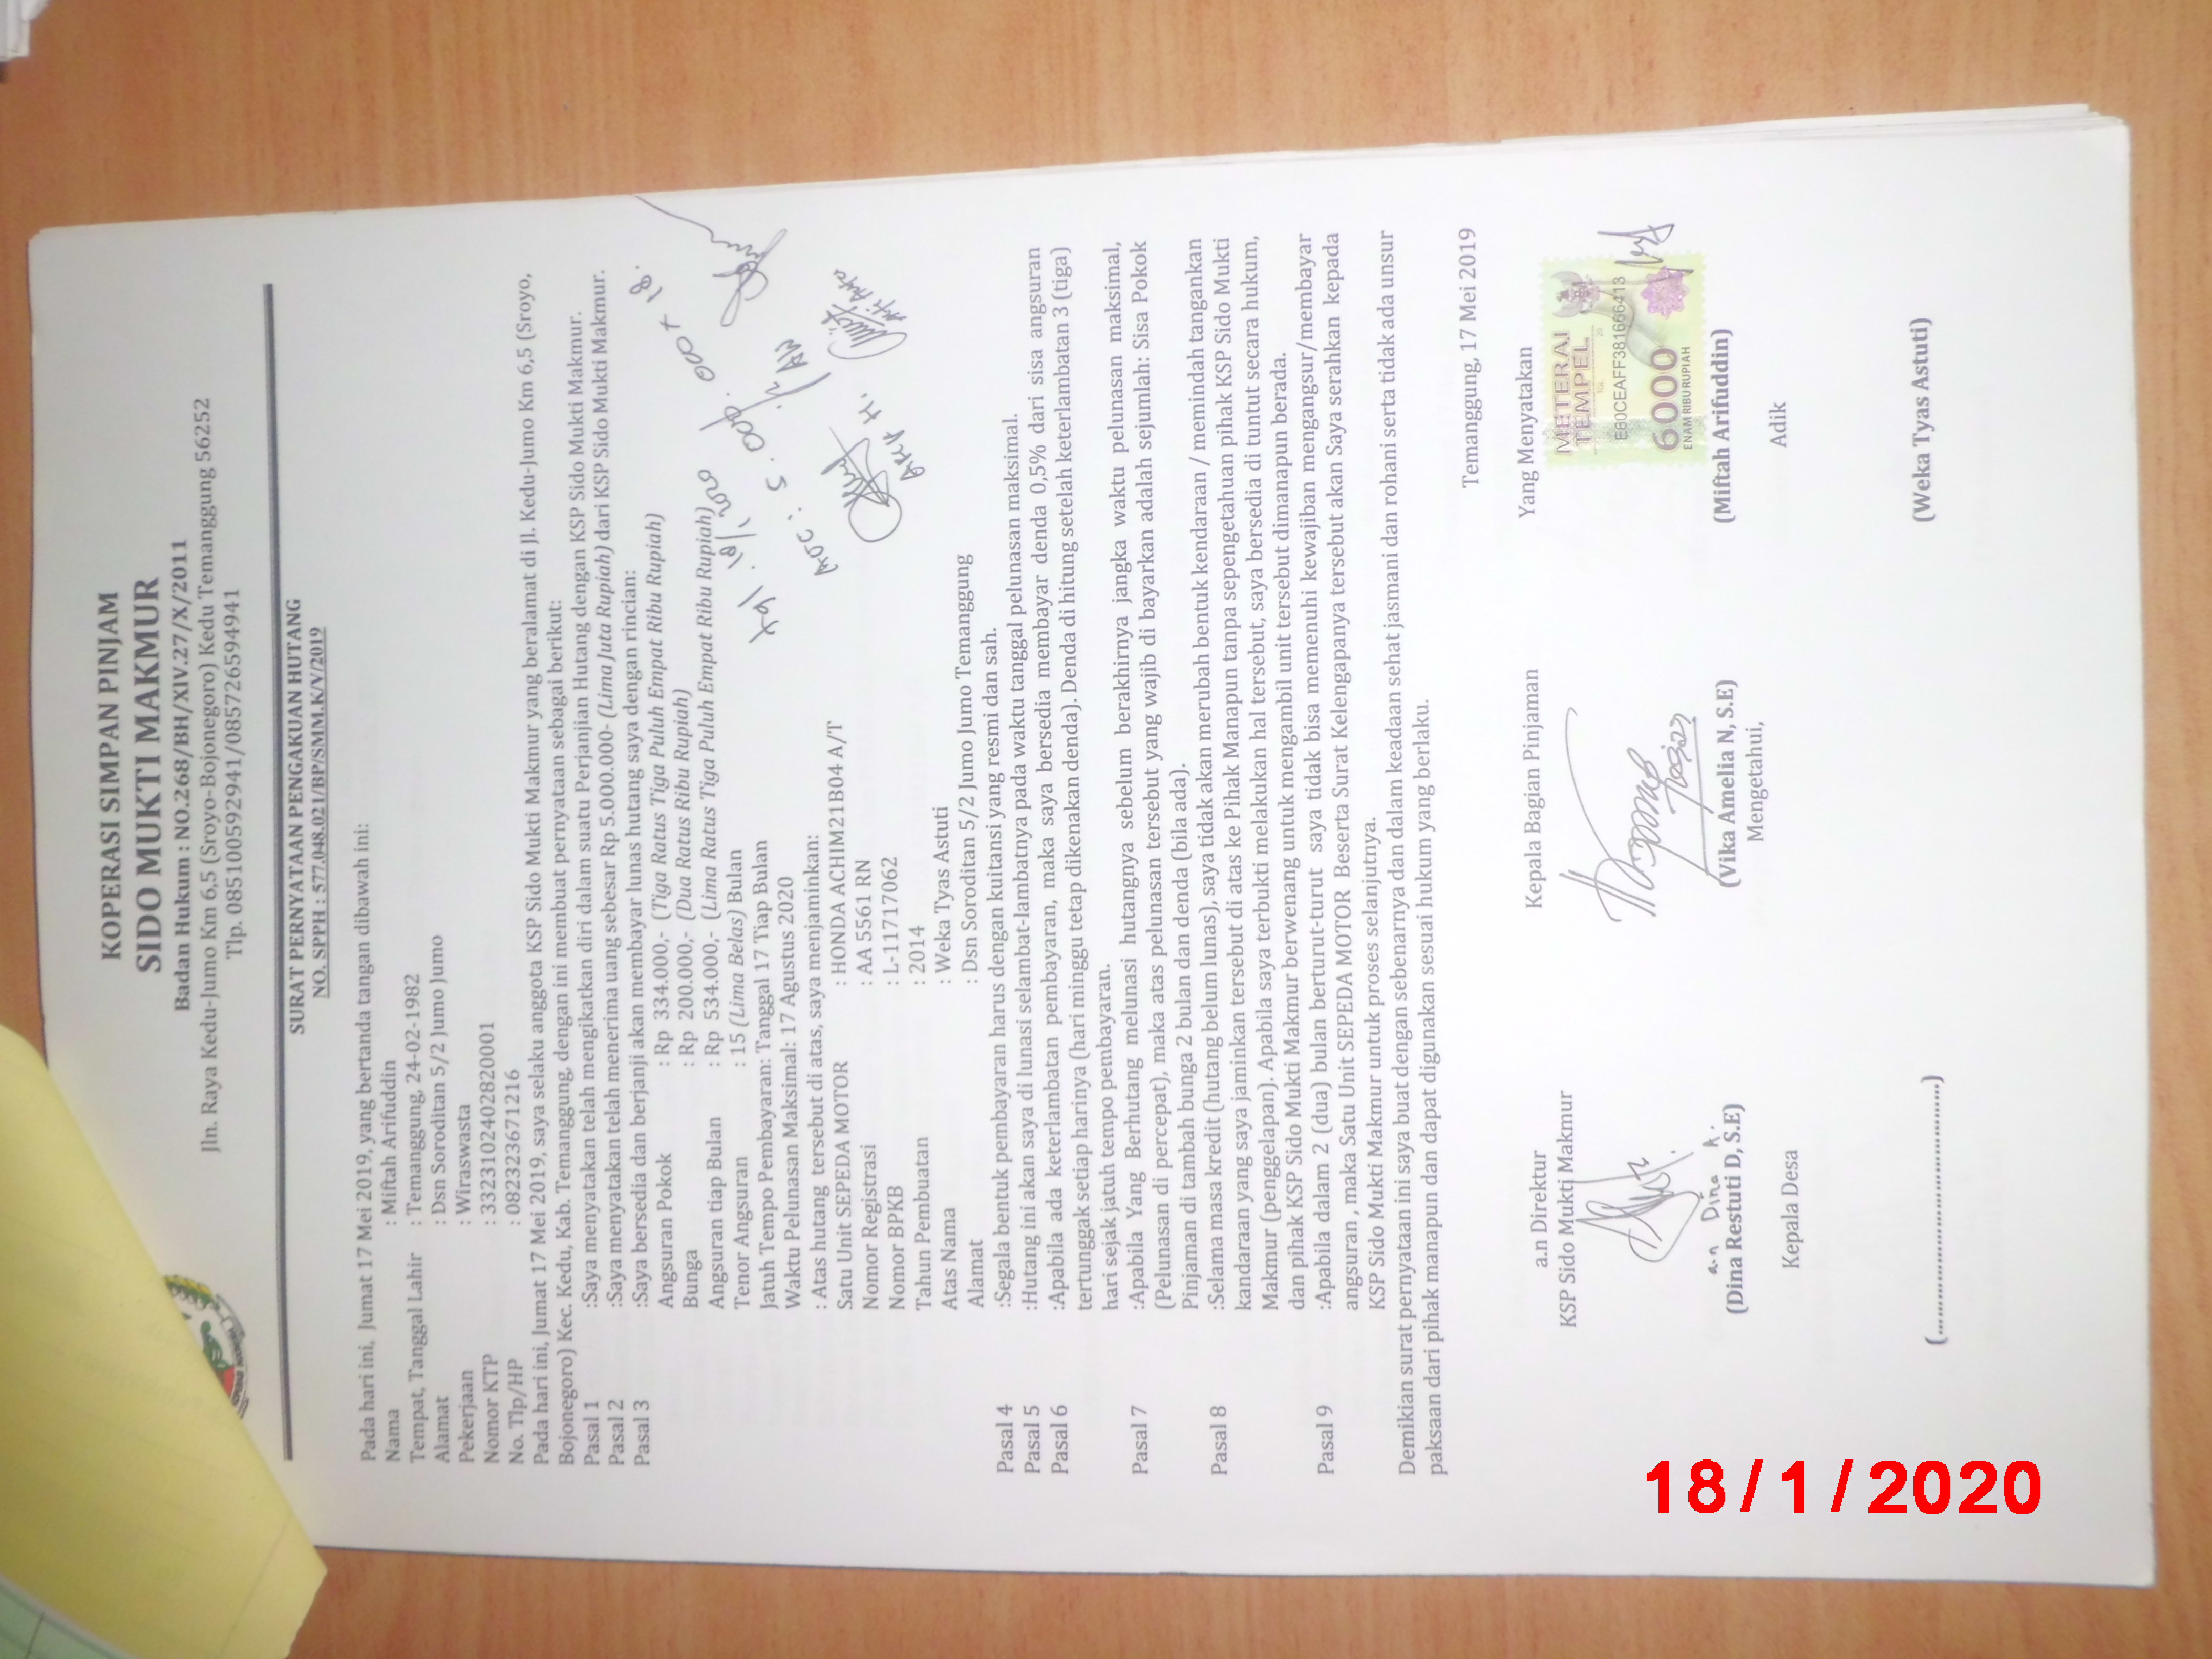 KOPERASI SIMPAN PINJAM
SIDO MUKTI MAKMUR
Badan Hukum : NO.268/BH/XIV.27/X/2011
Jln. Raya Kedu-Jumo Km 6,5 (Sroyo-Bojonegoro) Kedu Temanggung 56252
Tlp. 085100592941/085726594941
SURAT PERNYATAAN PENGAKUAN HUTANG
NO. SPPH : 577.048.021/BP/SMM.K/V/2019
Pada hari ini, Jumat 17 Mei 2019, yang bertanda tangan dibawah ini:
Nama : Miftah Arifuddin
Tempat, Tanggal Lahir : Temanggung, 24-02-1982
Alamat : Dsn Soroditan 5/2 Jumo Jumo
Pekerjaan : Wiraswasta
Nomor KTP : 3323102402820001
No. Tlp/HP : 082323671216
Pada hari ini, Jumat 17 Mei 2019, saya selaku anggota KSP Sido Mukti Makmur yang beralamat di Jl. Kedu-Jumo Km 6,5 (Sroyo,
Bojonegoro) Kec. Kedu, Kab. Temanggung, dengan ini membuat pernyataan sebagai berikut:
Pasal 1 :Saya menyatakan telah mengikatkan diri dalam suatu Perjanjian Hutang dengan KSP Sido Mukti Makmur.
Pasal 2 :Saya menyatakan telah menerima uang sebesar Rp 5.000.000- (Lima Juta Rupiah) dari KSP Sido Mukti Makmur.
Pasal 3 :Saya bersedia dan berjanji akan membayar lunas hutang saya dengan rincian:
Angsuran Pokok : Rp 334.000,- (Tiga Ratus Tiga Puluh Empat Ribu Rupiah)
Bunga : Rp 200.000,- (Dua Ratus Ribu Rupiah)
Angsuran tiap Bulan : Rp 534.000,- (Lima Ratus Tiga Puluh Empat Ribu Rupiah)
Tenor Angsuran : 15 (Lima Belas) Bulan
Jatuh Tempo Pembayaran: Tanggal 17 Tiap Bulan
Waktu Pelunasan Maksimal: 17 Agustus 2020
: Atas hutang tersebut di atas, saya menjaminkan:
Satu Unit SEPEDA MOTOR : HONDA ACHIM21B04 A/T
Nomor Registrasi : AA 5561 RN
Nomor BPKB : L-11717062
Tahun Pembuatan : 2014
Atas Nama : Weka Tyas Astuti
Alamat : Dsn Soroditan 5/2 Jumo Jumo Temanggung
Tgl. 18/1/2020
ACC : 5.000.000 x 18.
Pasal 4 :Segala bentuk pembayaran harus dengan kuitansi yang resmi dan sah.
Pasal 5 :Hutang ini akan saya di lunasi selambat-lambatnya pada waktu tanggal pelunasan maksimal.
Pasal 6 :Apabila ada keterlambatan pembayaran, maka saya bersedia membayar denda 0,5% dari sisa angsuran
tertunggak setiap harinya (hari minggu tetap dikenakan denda). Denda di hitung setelah keterlambatan 3 (tiga)
hari sejak jatuh tempo pembayaran.
Pasal 7 :Apabila Yang Berhutang melunasi hutangnya sebelum berakhirnya jangka waktu pelunasan maksimal,
(Pelunasan di percepat), maka atas pelunasan tersebut yang wajib di bayarkan adalah sejumlah: Sisa Pokok
Pinjaman di tambah bunga 2 bulan dan denda (bila ada).
Pasal 8 :Selama masa kredit (hutang belum lunas), saya tidak akan merubah bentuk kendaraan / memindah tangankan
kandaraan yang saya jaminkan tersebut di atas ke Pihak Manapun tanpa sepengetahuan pihak KSP Sido Mukti
Makmur (penggelapan). Apabila saya terbukti melakukan hal tersebut, saya bersedia di tuntut secara hukum,
dan pihak KSP Sido Mukti Makmur berwenang untuk mengambil unit tersebut dimanapun berada.
Pasal 9 :Apabila dalam 2 (dua) bulan berturut-turut saya tidak bisa memenuhi kewajiban mengangsur/membayar
angsuran , maka Satu Unit SEPEDA MOTOR Beserta Surat Kelengapanya tersebut akan Saya serahkan kepada
KSP Sido Mukti Makmur untuk proses selanjutnya.
Demikian surat pernyataan ini saya buat dengan sebenarnya dan dalam keadaan sehat jasmani dan rohani serta tidak ada unsur
paksaan dari pihak manapun dan dapat digunakan sesuai hukum yang berlaku.
Temanggung, 17 Mei 2019
a.n Direktur
KSP Sido Mukti Makmur
Kepala Bagian Pinjaman
Yang Menyatakan
METERAI
TEMPEL
TGL. 20
E60CEAFF381666413
6000
ENAM RIBU RUPIAH
a.n Dina A.
(Dina Restuti D, S.E)
(Vika Amelia N, S.E)
(Miftah Arifuddin)
Mengetahui,
Kepala Desa
Adik
(........................................)
(Weka Tyas Astuti)
18/1/2020